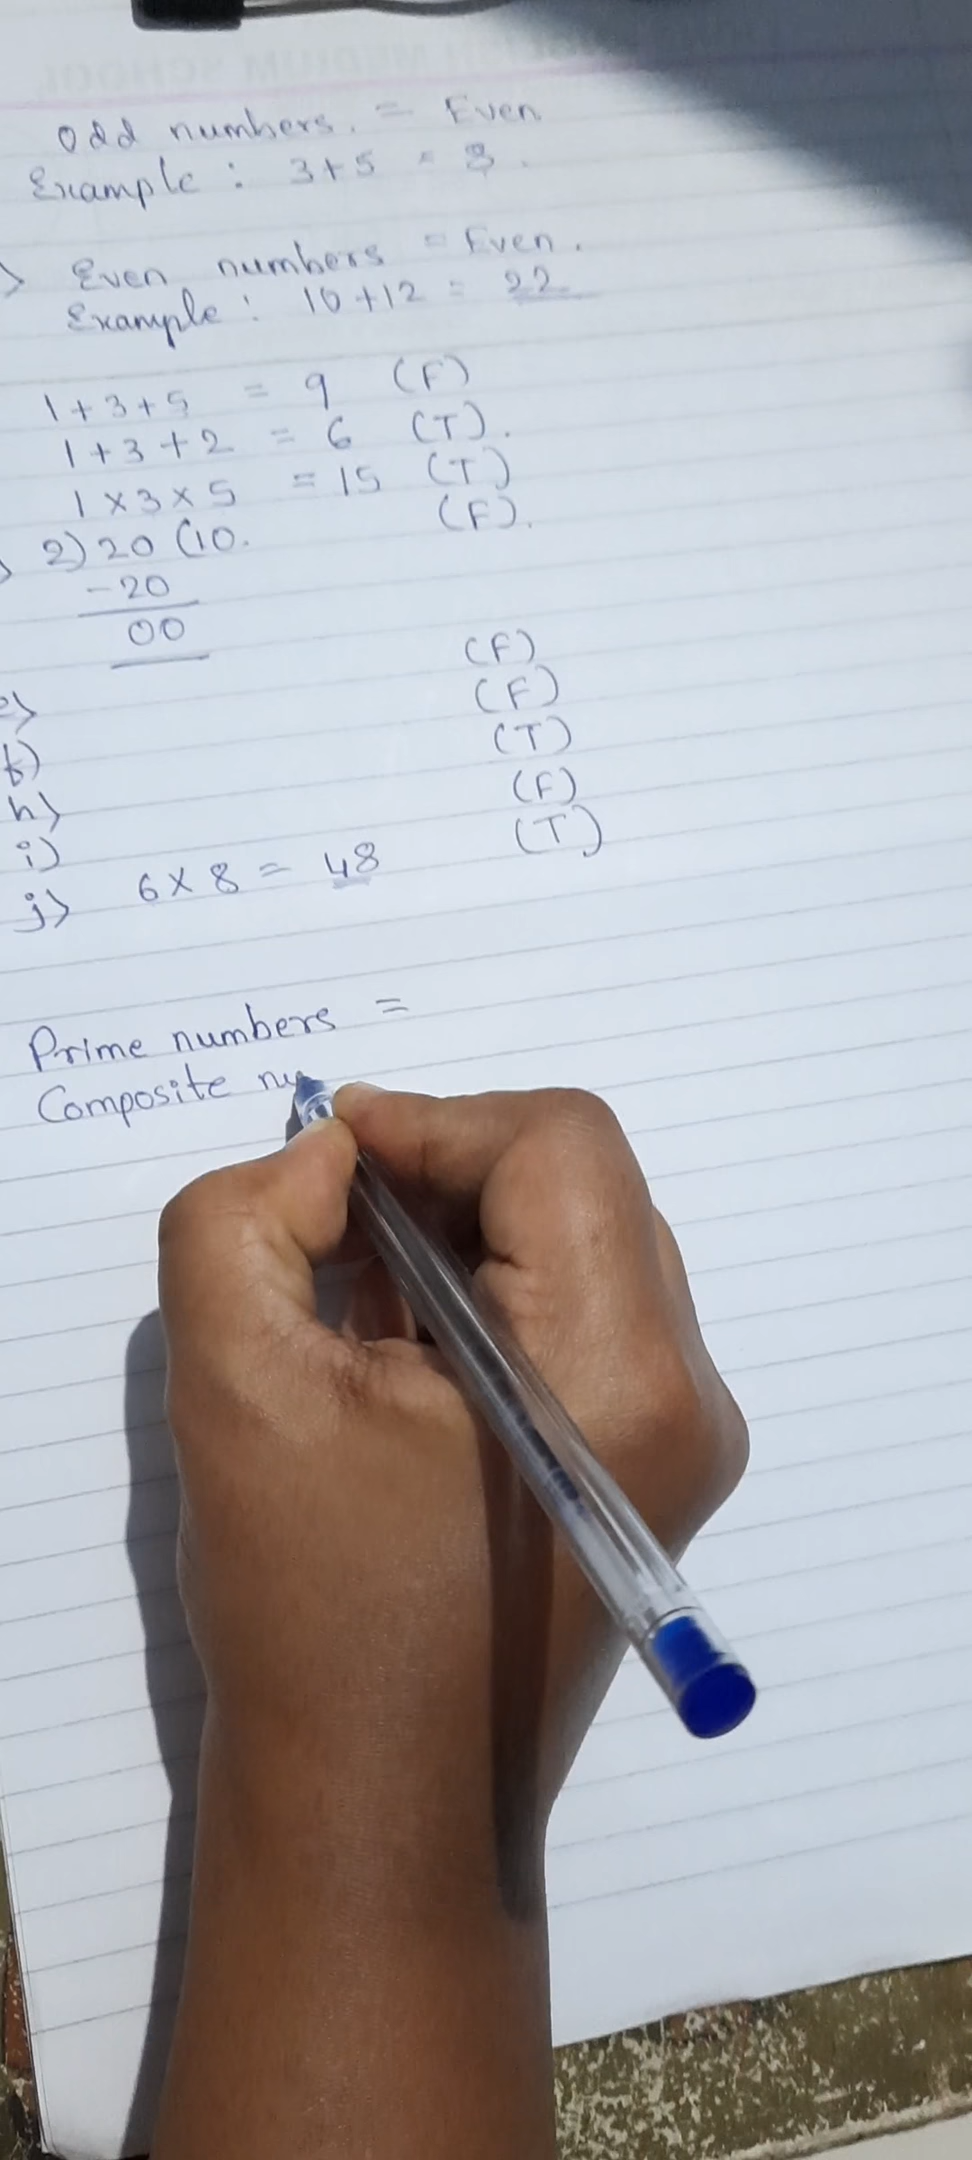 odd numbers. = Even
Example : 3+5 = 8.
Even numbers = Even.
Example : 10+12 = 22
1+3+5 = 9 (F)
1+3+2 = 6 (T).
1×3×5 = 15 (T)
2)20(10. (F).
-20
00
(F)
e) (F)
f) (T)
h) (F)
i) (T)
j) 6×8 = 48
Prime numbers =
Composite nu